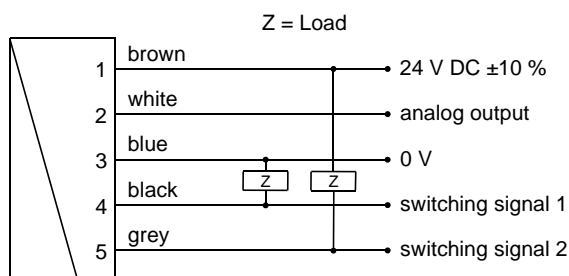 Z = Load
1 brown 24 V DC ±10 %
2 white analog output
3 blue 0 V
Z Z
4 black switching signal 1
5 grey switching signal 2